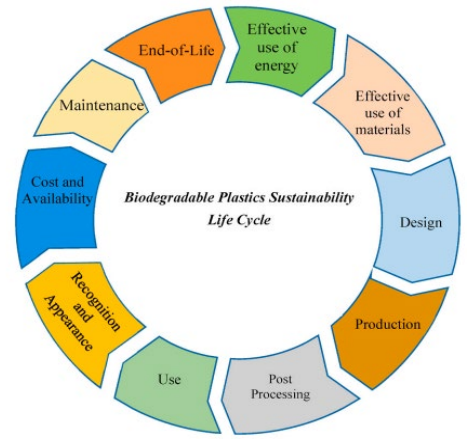 Effective
use of
energy
Effective
use of
materials
Design
Production
Post
Processing
Use
Recognition
and
Appearance
Cost and
Availability
Maintenance
End-of-Life
Biodegradable Plastics Sustainability
Life Cycle